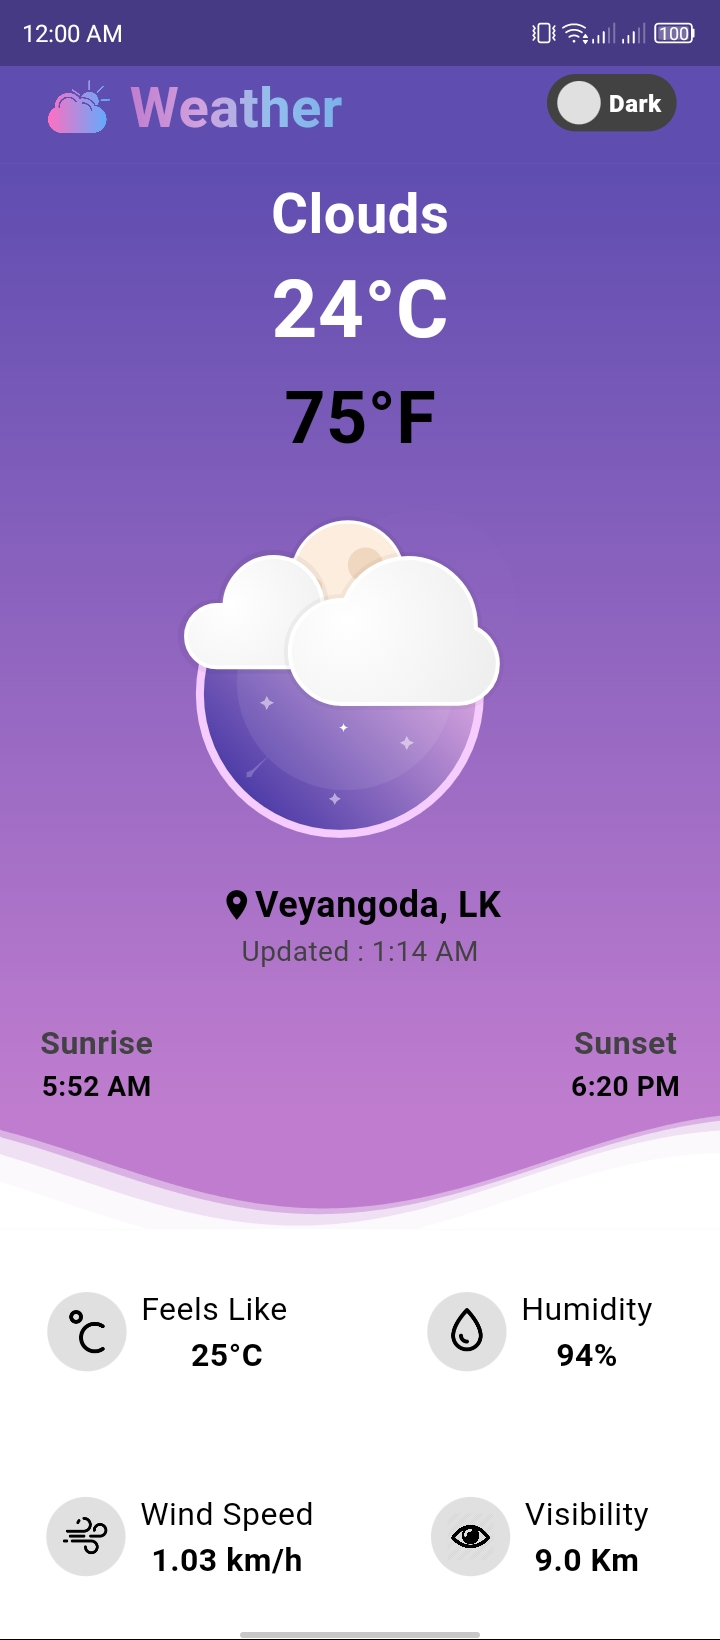 12:00 AM 100
Weather Dark
Clouds
24°C
75°F
Veyangoda, LK
Updated : 1:14 AM
Sunrise Sunset
5:52 AM 6:20 PM
Feels Like Humidity
25°C 94%
Wind Speed Visibility
1.03 km/h 9.0 Km